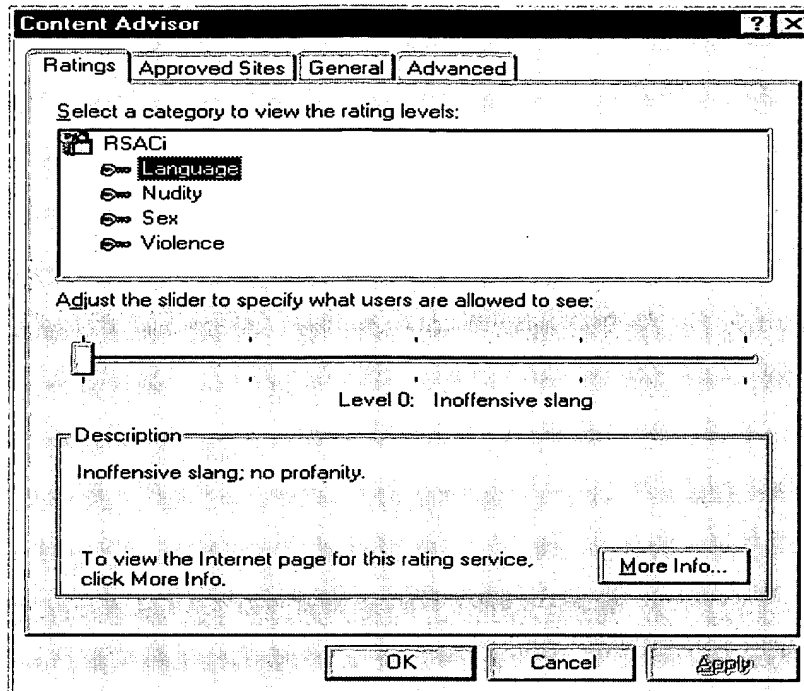 Content Advisor
Ratings Approved Sites General Advanced
Select a category to view the rating levels:
RSACi
Language
Nudity
Sex
Violence
Adjust the slider to specify what users are allowed to see:
Level 0: Inoffensive slang
Description
Inoffensive slang; no profanity.
To view the Internet page for this rating service,
click More Info.
More Info...
OK Cancel Apply